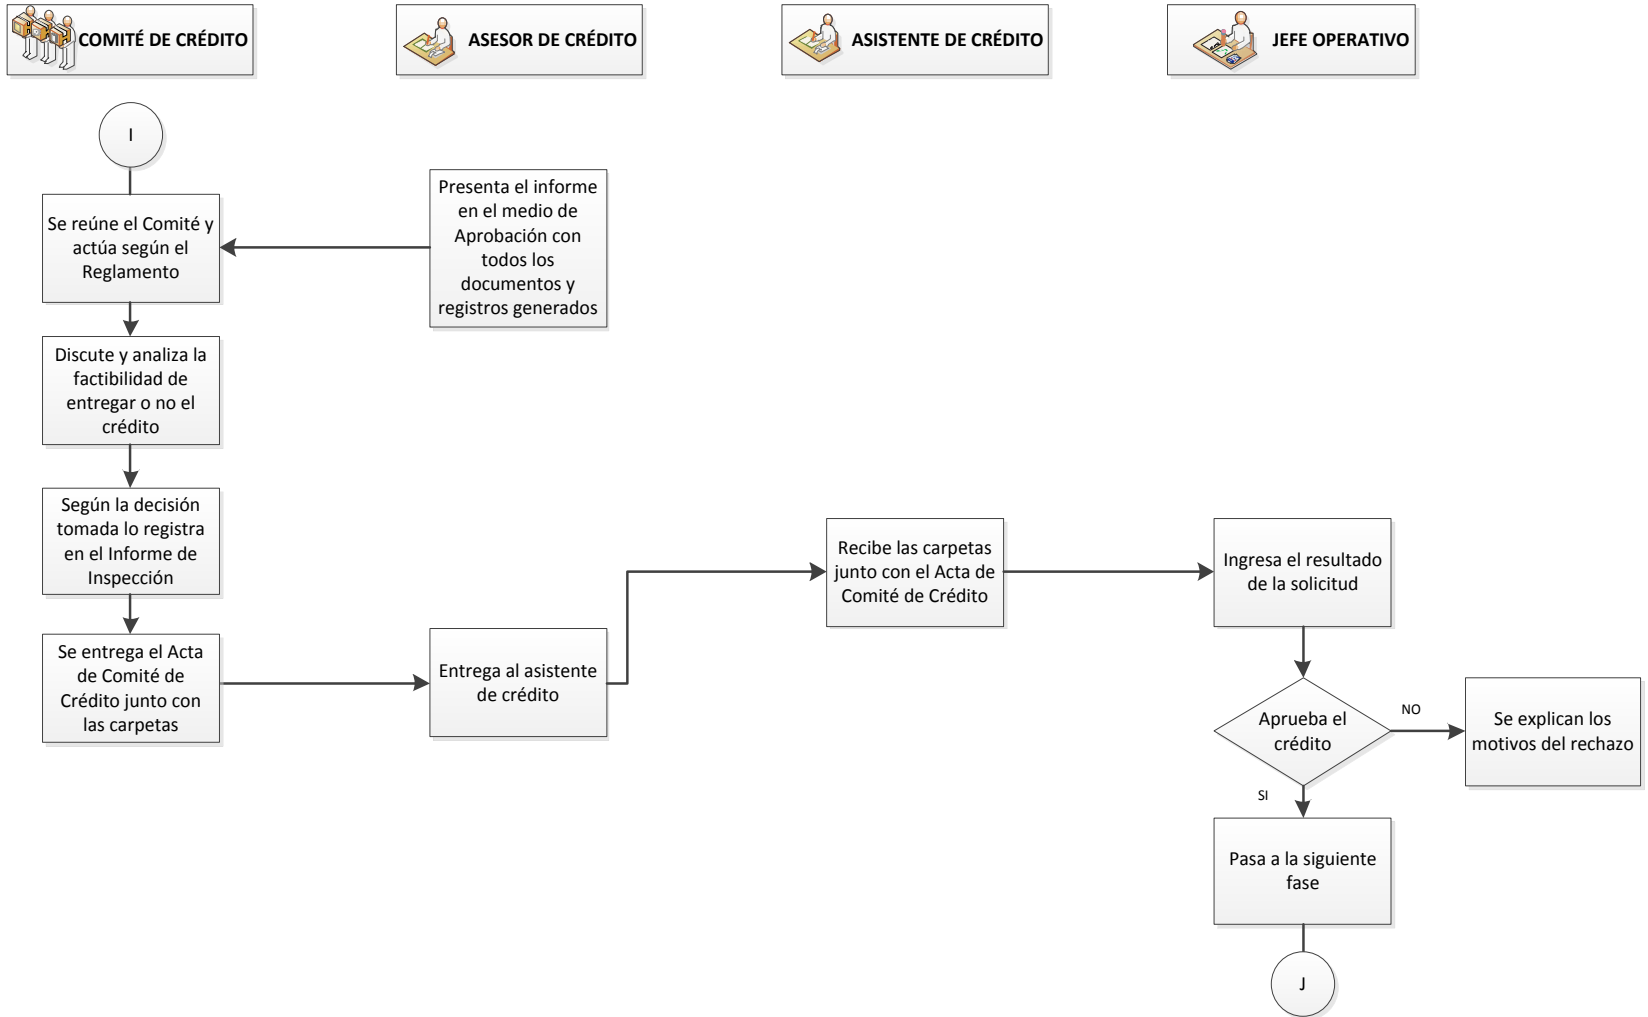 COMITÉ DE CRÉDITO
ASESOR DE CRÉDITO
ASISTENTE DE CRÉDITO
JEFE OPERATIVO
I
Se reúne el Comité y
actúa según el
Reglamento
Presenta el informe
en el medio de
Aprobación con
todos los
documentos y
registros generados
Discute y analiza la
factibilidad de
entregar o no el
crédito
Según la decisión
tomada lo registra
en el Informe de
Inspección
Se entrega el Acta
de Comité de
Crédito junto con
las carpetas
Entrega al asistente
de crédito
Recibe las carpetas
junto con el Acta de
Comité de Crédito
Ingresa el resultado
de la solicitud
Aprueba el
crédito
NO
Se explican los
motivos del rechazo
SI
Pasa a la siguiente
fase
J